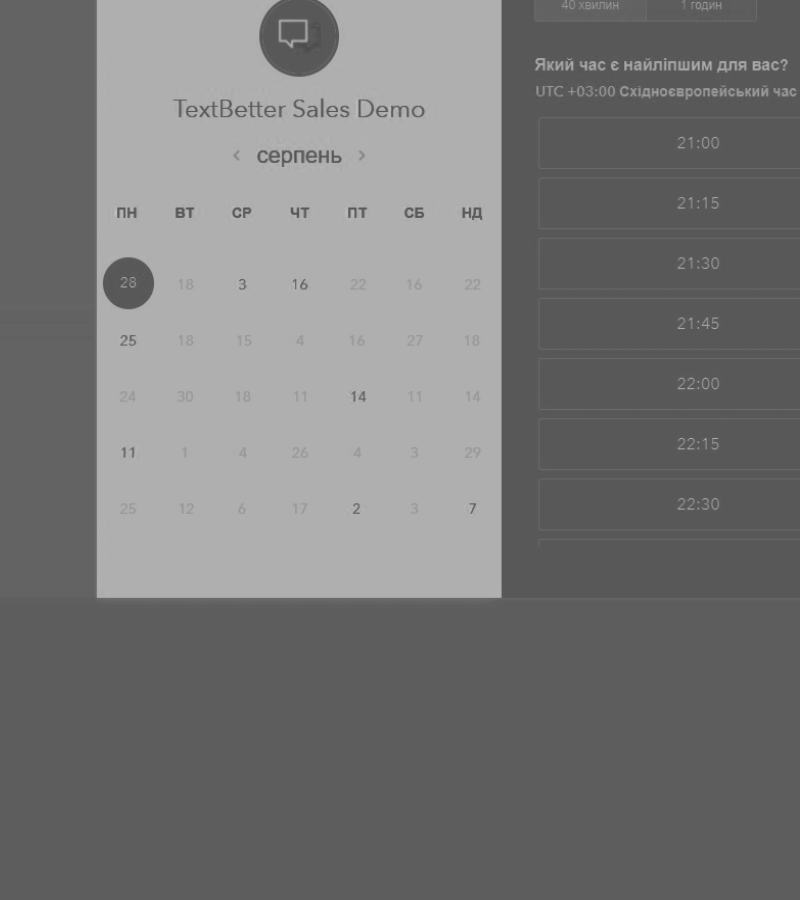 TextBetter Sales Demo
< серпень >
ПН ВТ СР ЧТ ПТ СБ НД
28 18 3 16 22 16 22
25 18 15 4 16 27 18
24 30 18 11 14 11 14
11 1 4 26 4 3 29
25 12 6 17 2 3 7
40 хвилин 1 годин
Який час є найліпшим для вас?
UTC +03:00 Східноєвропейський час
21:00
21:15
21:30
21:45
22:00
22:15
22:30